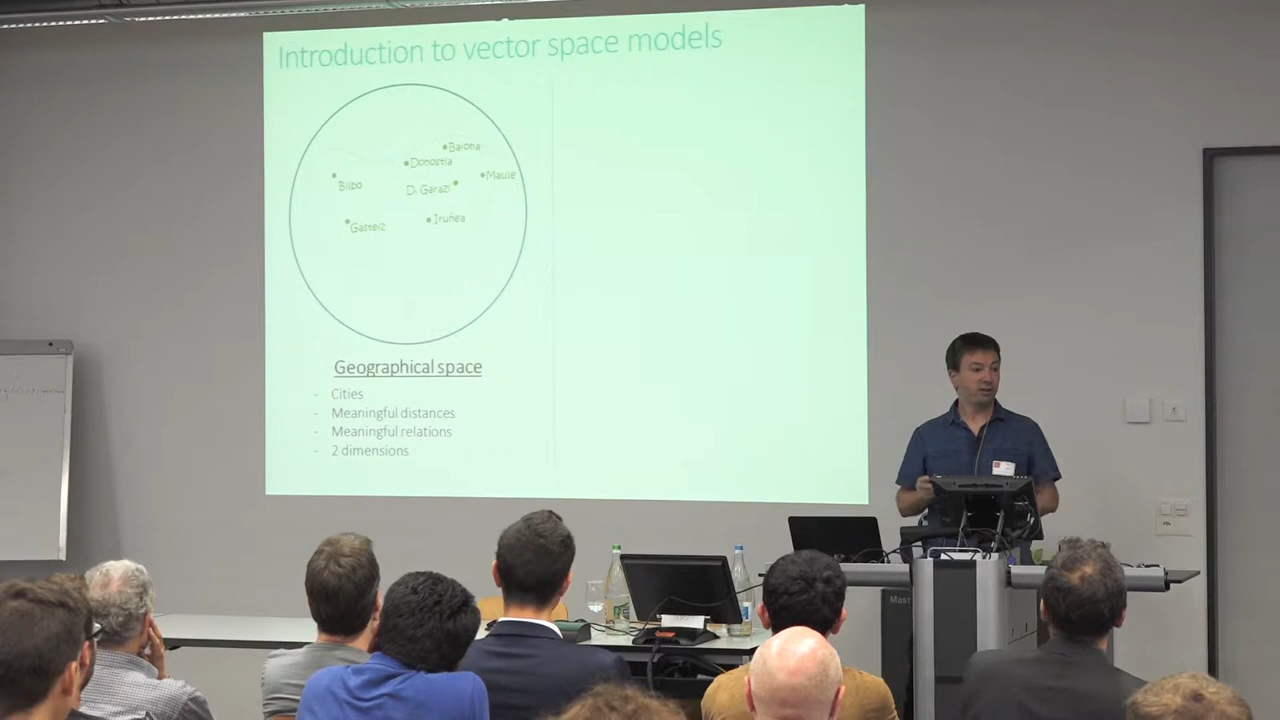 Introduction to vector space models
Baiona
Donostia
Maule
Bilbo
D. Garazi
Iruñea
Gasteiz
Geographical space
- Cities
- Meaningful distances
- Meaningful relations
- 2 dimensions
Mast